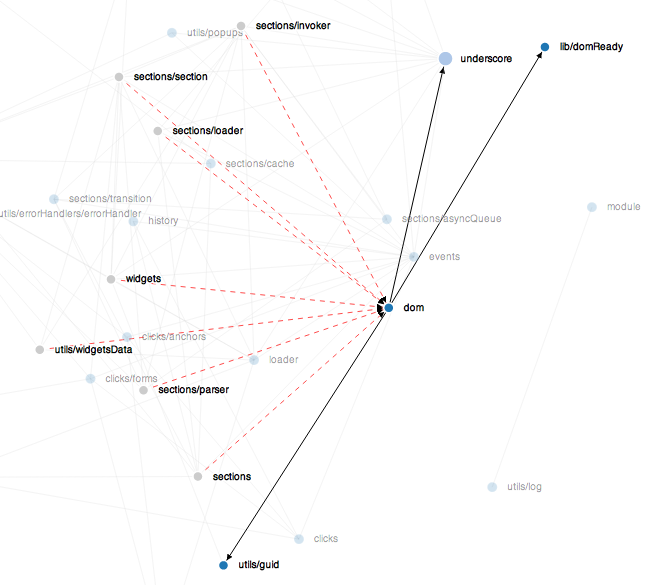 sections/invoker
utils/popups
lib/domReady
underscore
sections/section
sections/loader
sections/cache
sections/transition
module
utils/errorHandlers/errorHandler
history
sections/asyncQueue
events
widgets
dom
clicks/anchors
utils/widgetsData
loader
clicks/forms
sections/parser
sections
utils/log
clicks
utils/guid